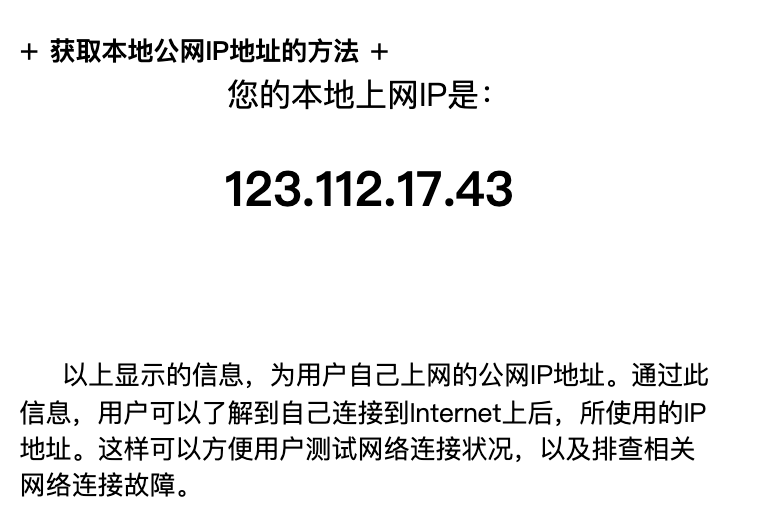 + 获取本地公网IP地址的方法 +
您的本地上网IP是：
123.112.17.43
以上显示的信息，为用户自己上网的公网IP地址。通过此
信息，用户可以了解到自己连接到Internet上后，所使用的IP
地址。这样可以方便用户测试网络连接状况，以及排查相关
网络连接故障。